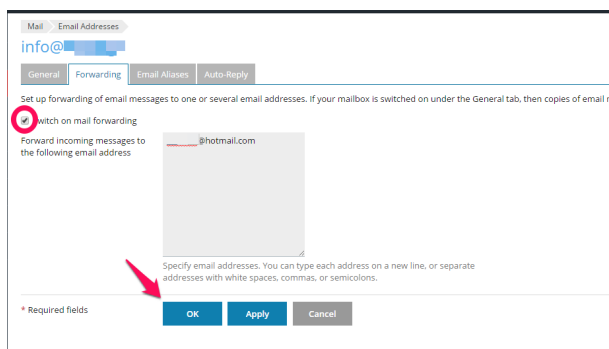 Mail Email Addresses
info@
General Forwarding Email Aliases Auto-Reply
Set up forwarding of email messages to one or several email addresses. If your mailbox is switched on under the General tab, then copies of email
witch on mail forwarding
Forward incoming messages to
the following email address
@hotmail.com
Specify email addresses. You can type each address on a new line, or separate
addresses with white spaces, commas, or semicolons.
* Required fields
OK Apply Cancel